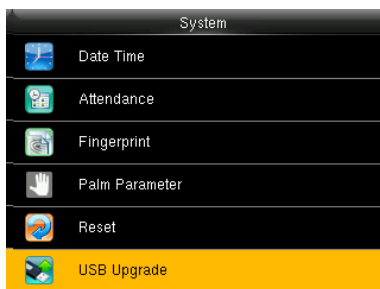 System
Date Time
Attendance
Fingerprint
Palm Parameter
Reset
USB Upgrade